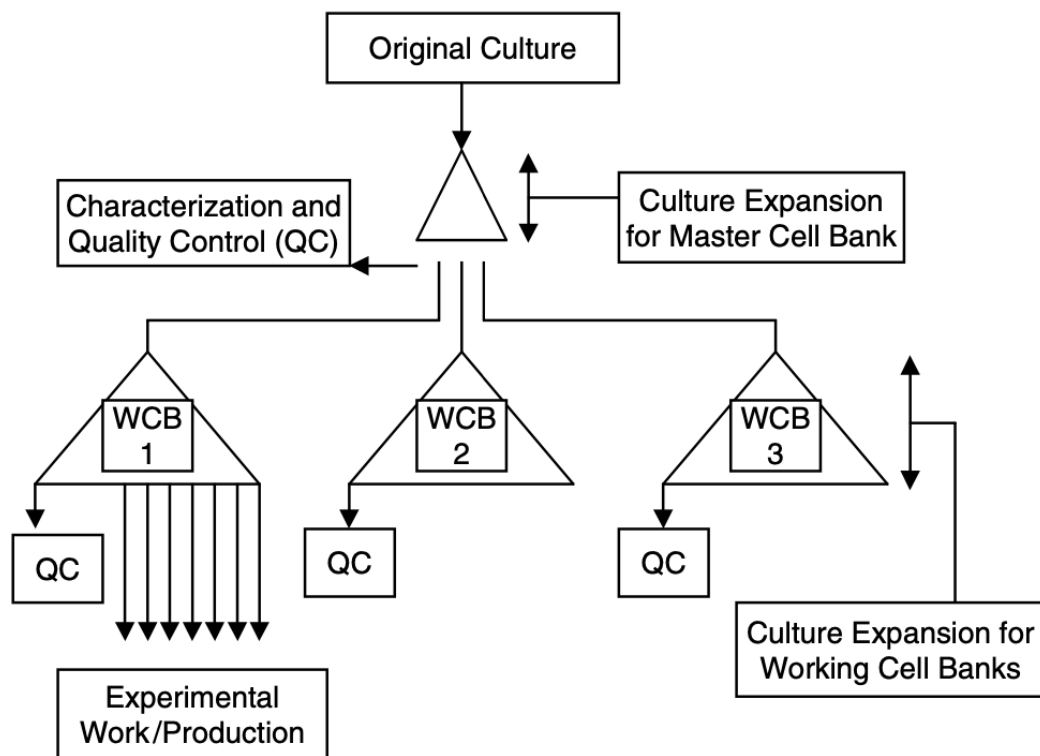 Original Culture
Characterization and
Quality Control (QC)
Culture Expansion
for Master Cell Bank
WCB
1
WCB
2
WCB
3
QC
QC
QC
Culture Expansion for
Working Cell Banks
Experimental
Work/Production